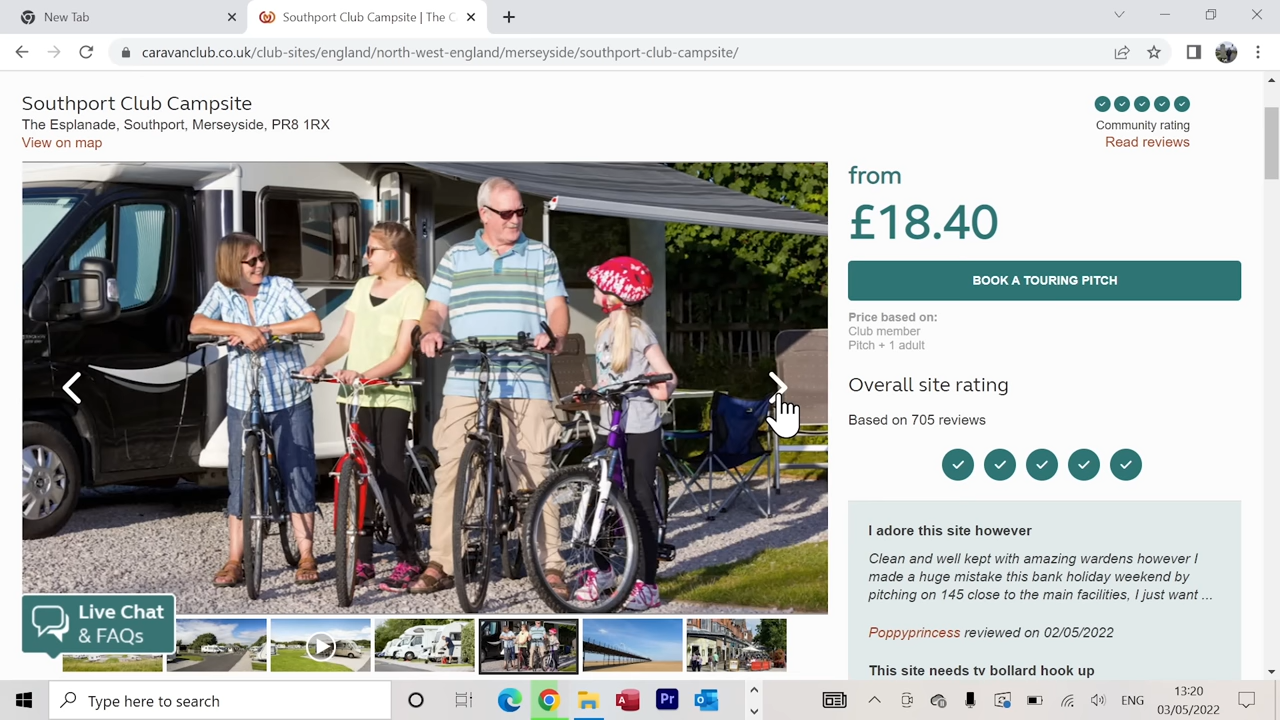 New Tab
Southport Club Campsite | The C
caravanclub.co.uk/club-sites/england/north-west-england/merseyside/southport-club-campsite/
Southport Club Campsite
The Esplanade, Southport, Merseyside, PR8 1RX
View on map
Community rating
Read reviews
from
£18.40
BOOK A TOURING PITCH
Price based on:
Club member
Pitch + 1 adult
Overall site rating
Based on 705 reviews
I adore this site however
Clean and well kept with amazing wardens however I
made a huge mistake this bank holiday weekend by
pitching on 145 close to the main facilities, I just want ...
Poppyprincess reviewed on 02/05/2022
This site needs tv bollard hook up
Live Chat
& FAQs
Type here to search
Pr
ENG
13:20
03/05/2022